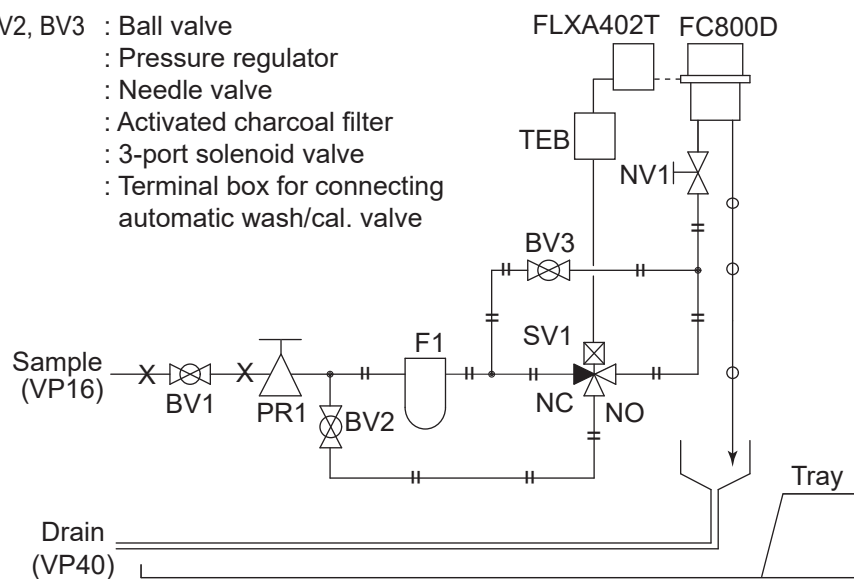 V2, BV3 : Ball valve
: Pressure regulator
: Needle valve
: Activated charcoal filter
: 3-port solenoid valve
: Terminal box for connecting
automatic wash/cal. valve
FLXA402T FC800D
TEB
NV1
BV3
SV1
F1
Sample
(VP16)
X
X
BV1
PR1
BV2
NC
NO
Tray
Drain
(VP40)